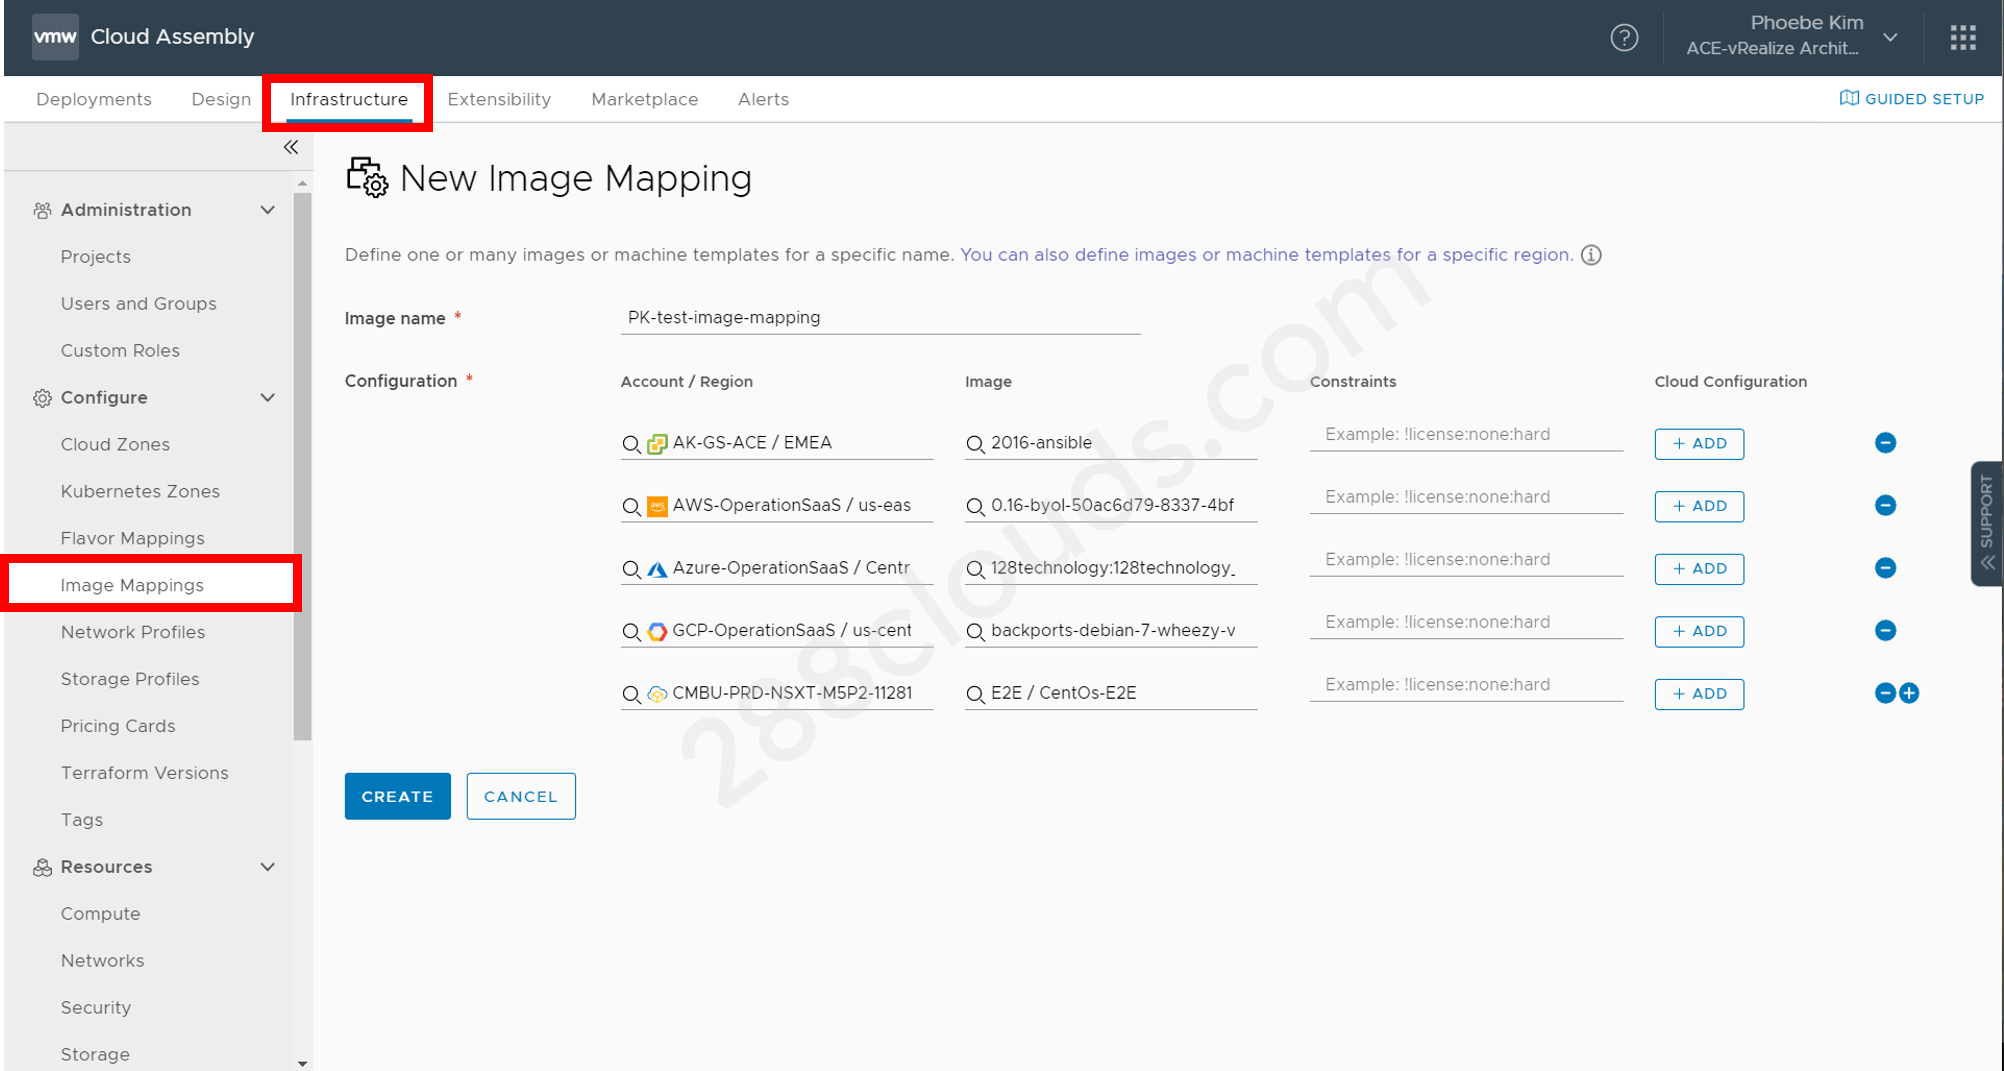 vmw Cloud Assembly
Phoebe Kim
ACE-vRealize Archit...
Deployments Design Infrastructure Extensibility Marketplace Alerts
GUIDED SETUP
Administration
Projects
Users and Groups
Custom Roles
Configure
Cloud Zones
Kubernetes Zones
Flavor Mappings
Image Mappings
Network Profiles
Storage Profiles
Pricing Cards
Terraform Versions
Tags
Resources
Compute
Networks
Security
Storage
New Image Mapping
Define one or many images or machine templates for a specific name. You can also define images or machine templates for a specific region.
Image name * PK-test-image-mapping
Configuration * Account / Region Image Constraints Cloud Configuration
AK-GS-ACE / EMEA 2016-ansible Example: !license:none:hard + ADD
AWS-OperationSaaS / us-eas 0.16-byol-50ac6d79-8337-4bf Example: !license:none:hard + ADD
Azure-OperationSaaS / Centr 128technology:128technology_ Example: !license:none:hard + ADD
GCP-OperationSaaS / us-cent backports-debian-7-wheezy-v Example: !license:none:hard + ADD
CMBU-PRD-NSXT-M5P2-11281 E2E / CentOs-E2E Example: !license:none:hard + ADD
CREATE CANCEL
SUPPORT
288clouds.com